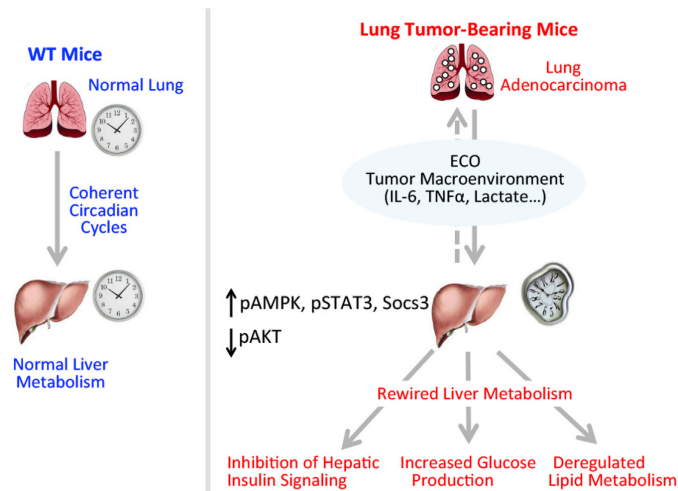 WT Mice
Normal Lung
Coherent
Circadian
Cycles
Normal Liver
Metabolism
Lung Tumor-Bearing Mice
Lung
Adenocarcinoma
ECO
Tumor Macroenvironment
(IL-6, TNFα, Lactate...)
pAMPK, pSTAT3, Socs3
pAKT
Rewired Liver Metabolism
Inhibition of Hepatic
Insulin Signaling
Increased Glucose
Production
Deregulated
Lipid Metabolism